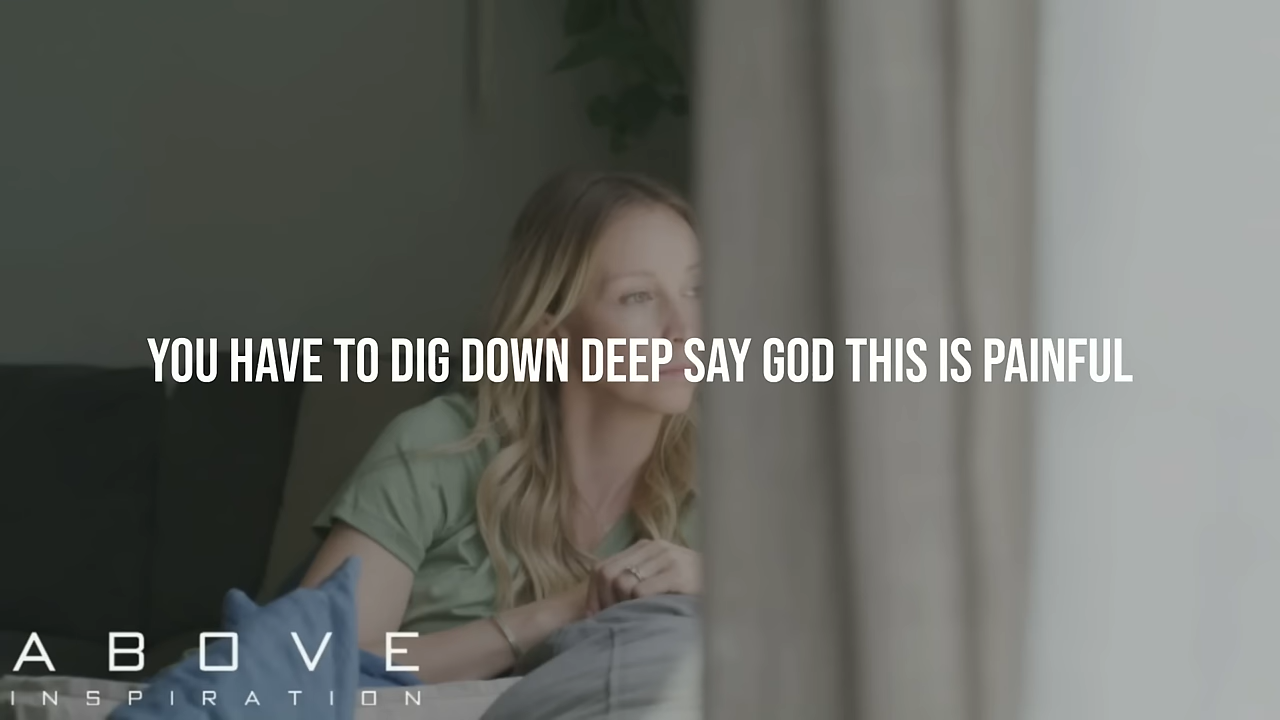 YOU HAVE TO DIG DOWN DEEP SAY GOD THIS IS PAINFUL
ABOVE
INSPIRATION